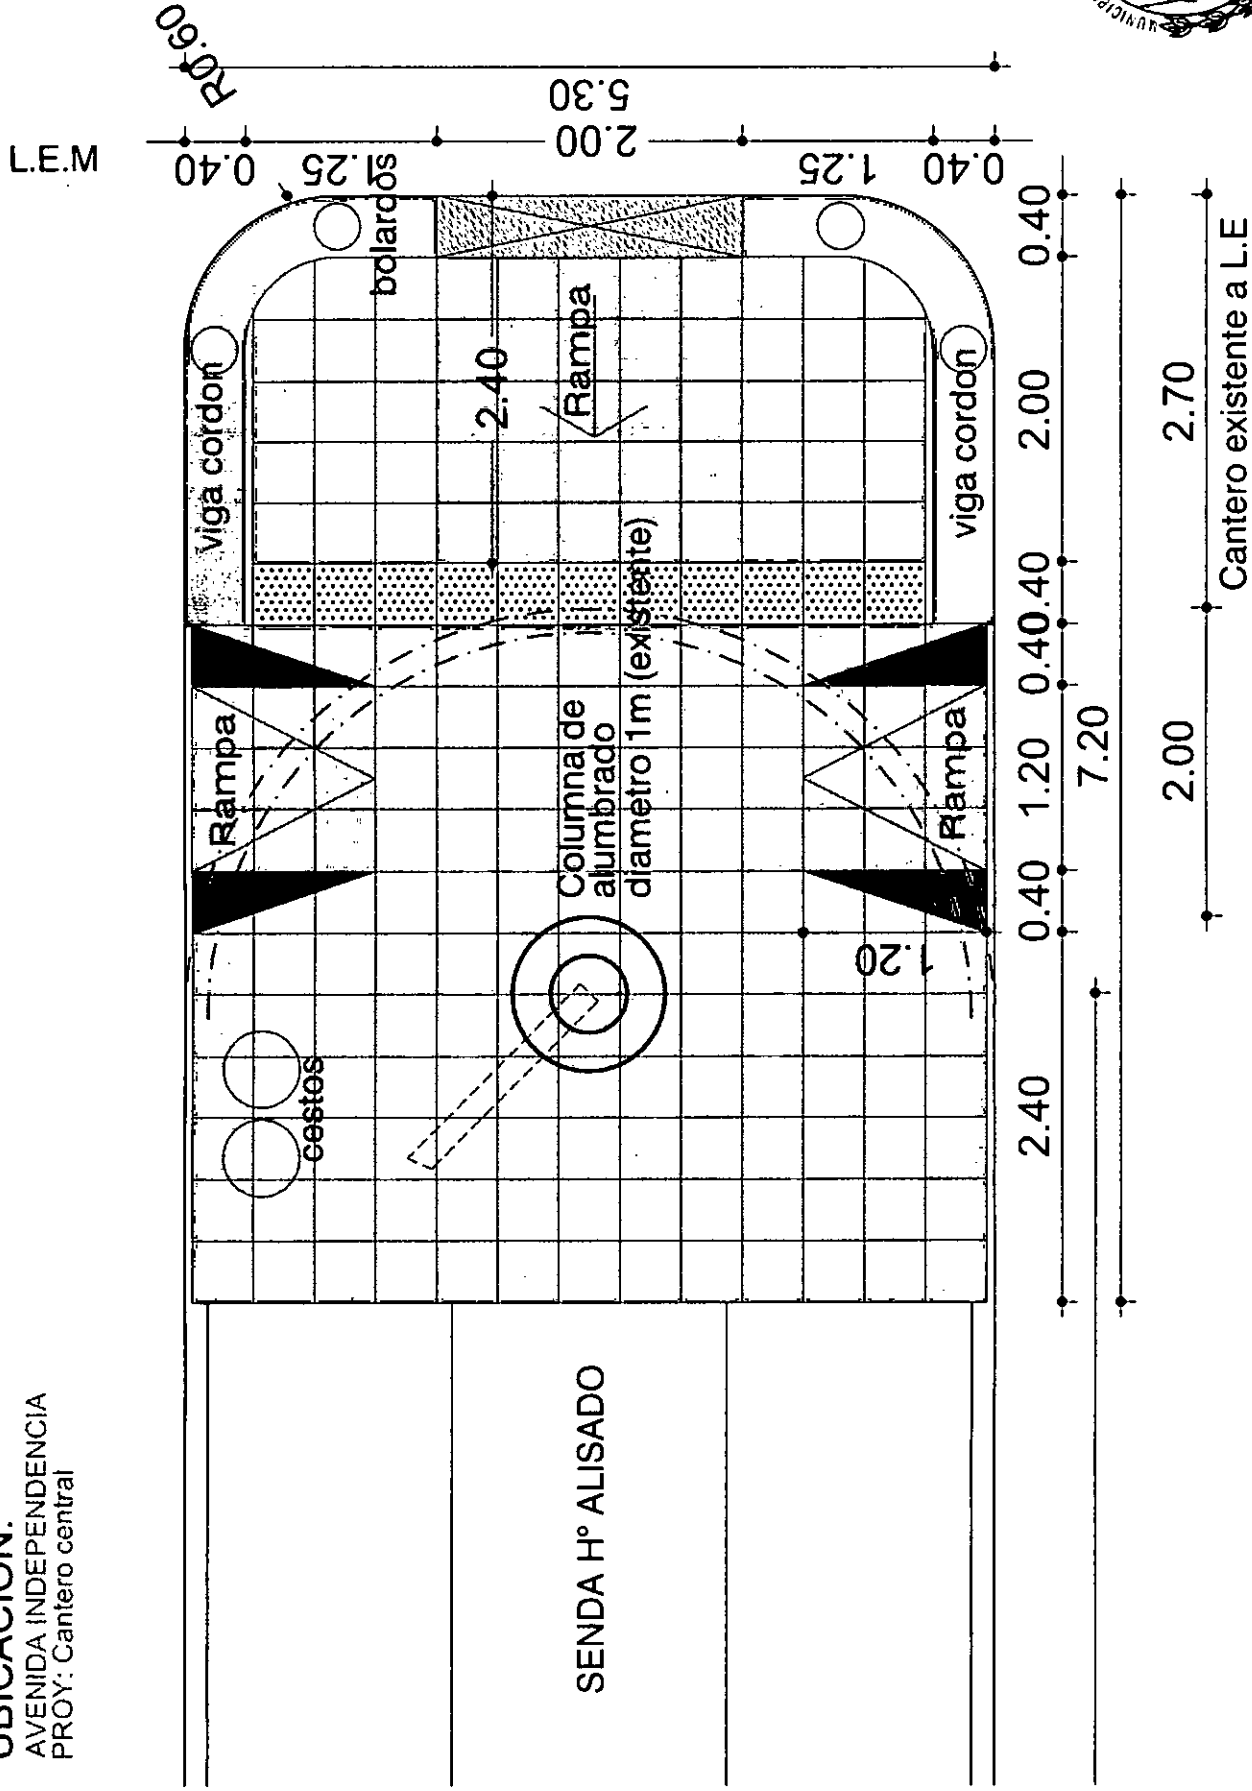 UBICACION:
AVENIDA INDEPENDENCIA
PROY: Cantero central
L.E.M
R0.60
5.30
0.40
1.25
2.00
1.25
0.40
bolardos
viga cordon
Rampa
2.40
viga cordon
Rampa
Columna de
alumbrado
diametro 1m (existente)
Rampa
1.20
cestos
SENDA Hº ALISADO
0.40
2.00
0.40
0.40
1.20
0.40
2.40
7.20
2.70
2.00
Cantero existente a L.E